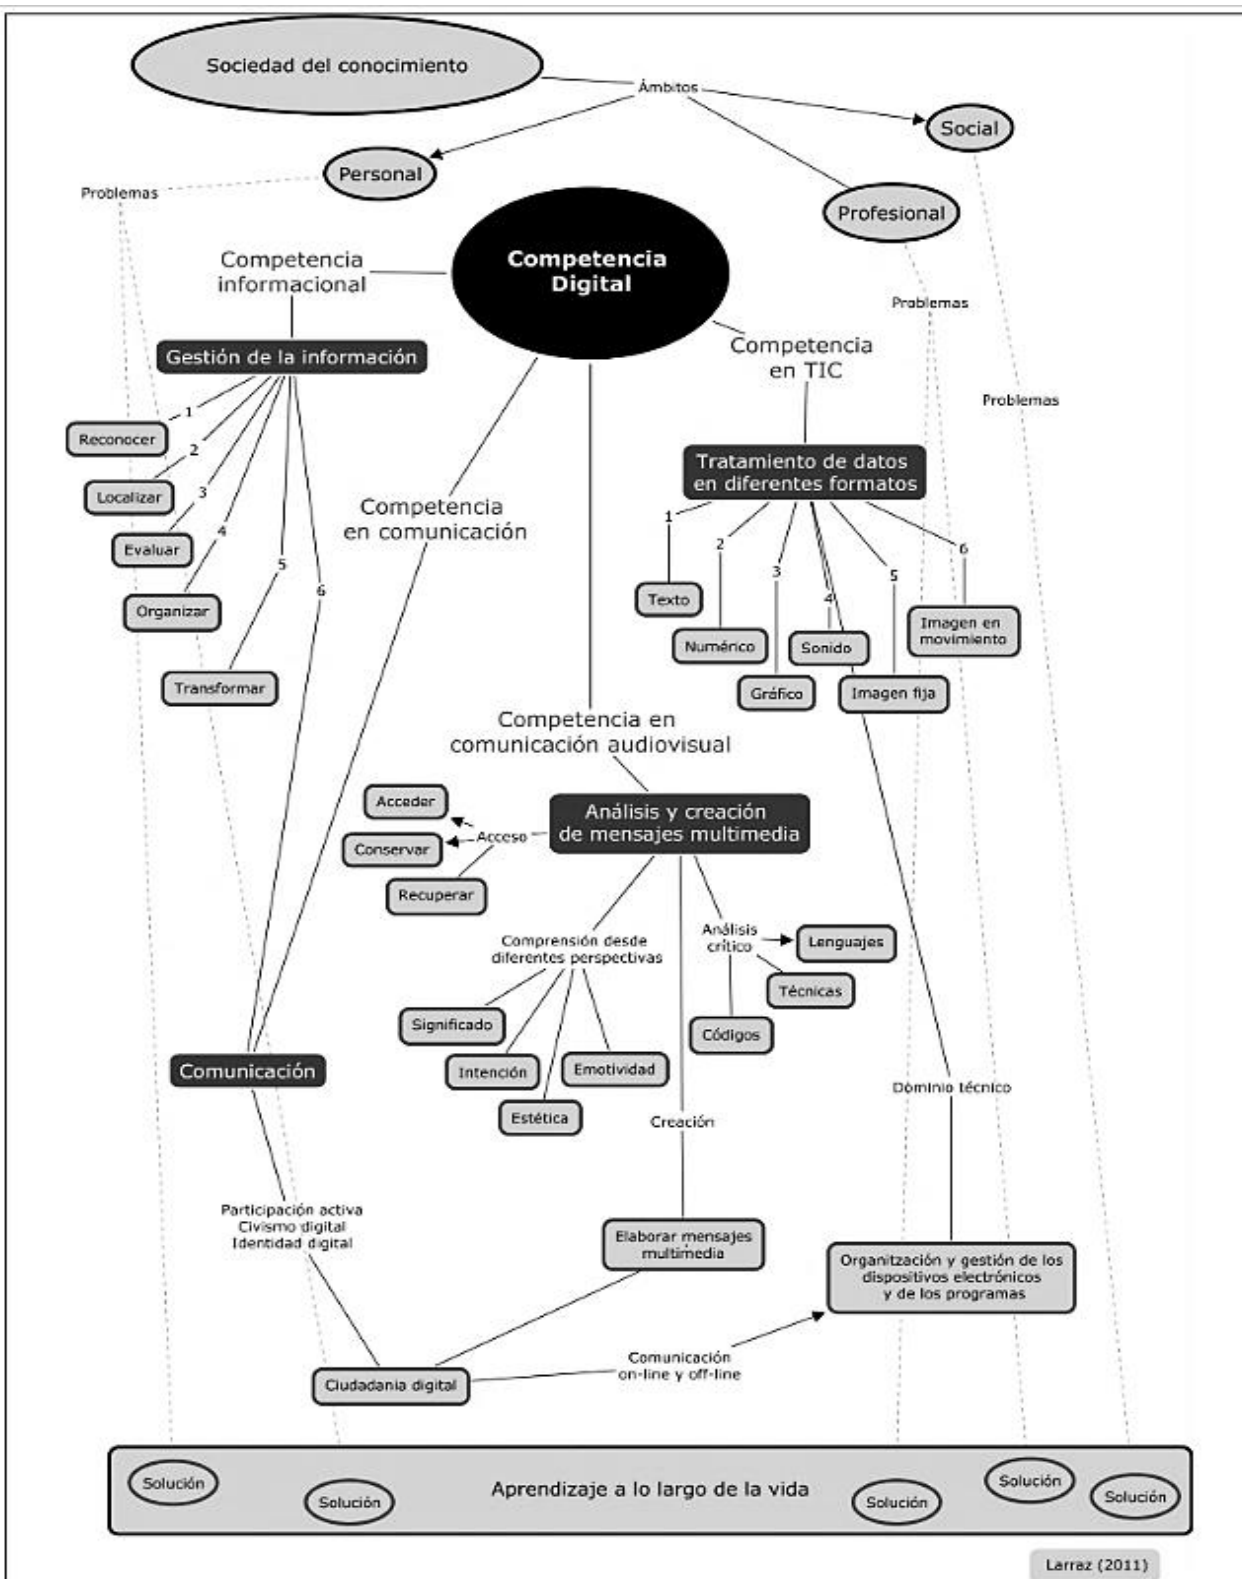 Sociedad del conocimiento
Ámbitos
Social
Personal
Problemas
Profesional
Competencia
Digital
Competencia
informacional
Problemas
Competencia
en TIC
Gestión de la información
Problemas
1
2
3
4
5
6
Reconocer
Localizar
Evaluar
Organizar
Transformar
Tratamiento de datos
en diferentes formatos
1
2
3
4
5
6
Texto
Numérico
Gráfico
Sonido
Imagen fija
Imagen en
movimiento
Competencia
en comunicación
Competencia en
comunicación audiovisual
Análisis y creación
de mensajes multimedia
Acceso
Acceder
Conservar
Recuperar
Comprensión desde
diferentes perspectivas
Significado
Intención
Estética
Emotividad
Análisis
crítico
Lenguajes
Técnicas
Códigos
Comunicación
Creación
Dominio técnico
Participación activa
Civismo digital
Identidad digital
Elaborar mensajes
multimedia
Organitzación y gestión de los
dispositivos electrónicos
y de los programas
Ciudadania digital
Comunicación
on-line y off-line
Solución
Solución
Aprendizaje a lo largo de la vida
Solución
Solución
Solución
Larraz (2011)